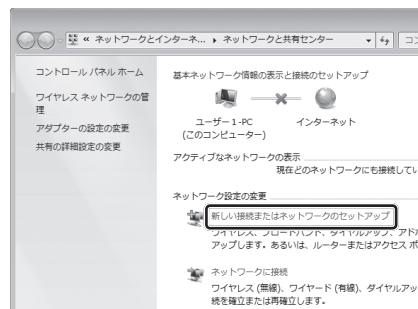 « ネットワークとインターネ... ▸ ネットワークと共有センター
コントロール パネル ホーム
ワイヤレス ネットワークの管理
アダプターの設定の変更
共有の詳細設定の変更
基本ネットワーク情報の表示と接続のセットアップ
ユーザー1-PC
(このコンピューター)
インターネット
アクティブなネットワークの表示
現在どのネットワークにも接続してい
ネットワーク設定の変更
新しい接続またはネットワークのセットアップ
ワイヤレス、ブロードバンド、ダイヤルアップ、アドホ
アップします。あるいは、ルーターまたはアクセス ポ
ネットワークに接続
ワイヤレス (無線)、ワイヤード (有線)、ダイヤルアッ
続を確立または再確立します。